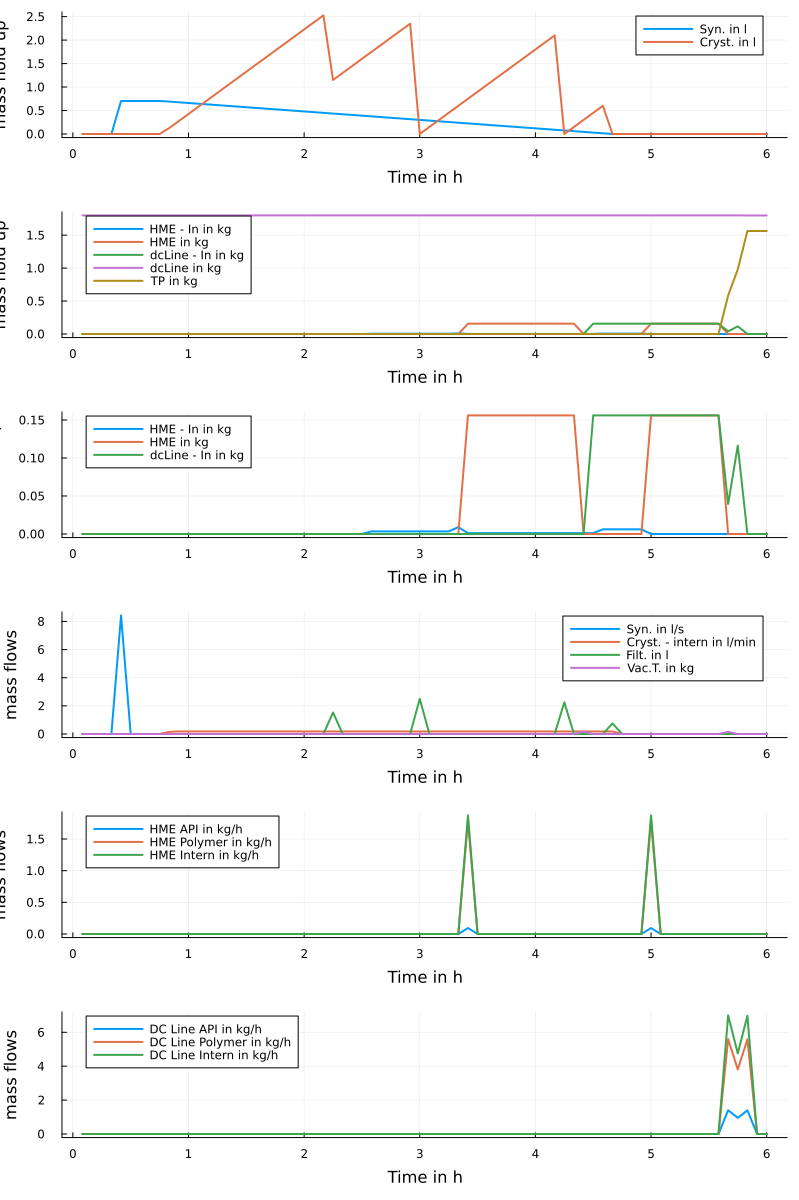 mass hold up
2.5
2.0
1.5
1.0
0.5
0.0
Syn. in l
Cryst. in l
0 1 2 3 4 5 6
Time in h
mass hold up
1.5
1.0
0.5
0.0
HME - In in kg
HME in kg
dcLine - In in kg
dcLine in kg
TP in kg
0 1 2 3 4 5 6
Time in h
0.15
0.10
0.05
0.00
HME - In in kg
HME in kg
dcLine - In in kg
0 1 2 3 4 5 6
Time in h
mass flows
8
6
4
2
0
Syn. in l/s
Cryst. - intern in l/min
Filt. in l
Vac.T. in kg
0 1 2 3 4 5 6
Time in h
mass flows
1.5
1.0
0.5
0.0
HME API in kg/h
HME Polymer in kg/h
HME Intern in kg/h
0 1 2 3 4 5 6
Time in h
mass flows
6
4
2
0
DC Line API in kg/h
DC Line Polymer in kg/h
DC Line Intern in kg/h
0 1 2 3 4 5 6
Time in h